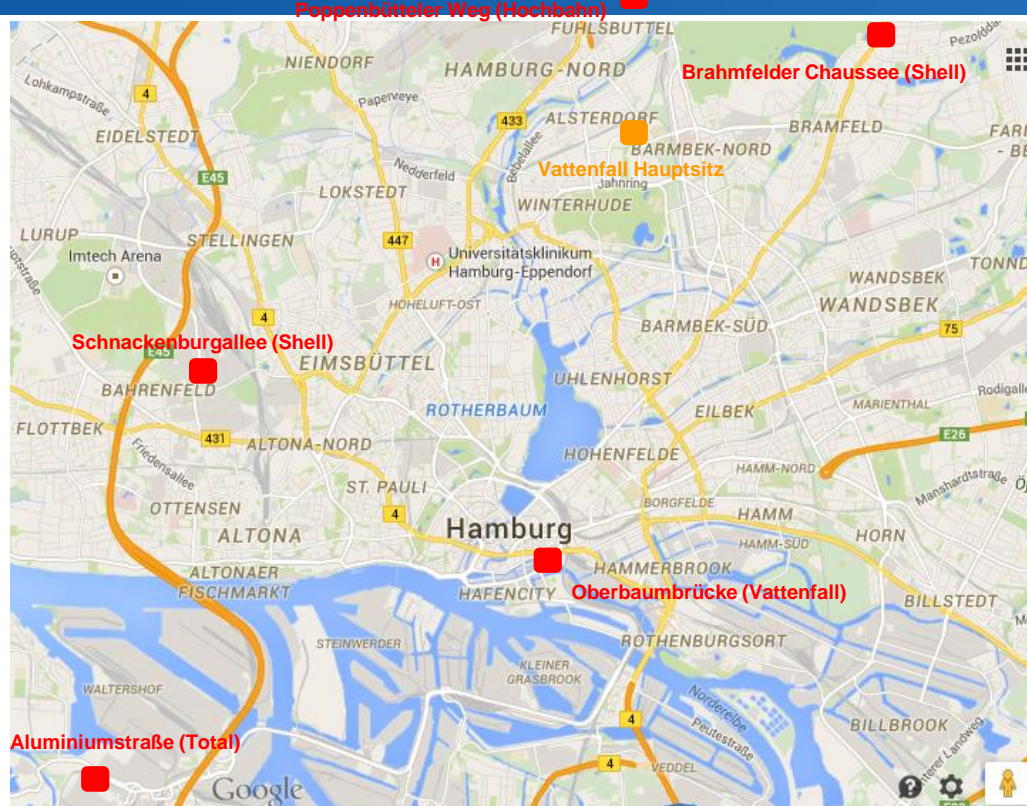 Poppenbütteler Weg (Hochbahn)
FUHLSBÜTTEL
Pezoldda
NIENDORF
HAMBURG-NORD
Brahmfelder Chaussee (Shell)
Lohkampstraße
4
Papenreye
433
ALSTERDORF
BRAMFELD
EIDELSTEDT
Bebelallee
BARMBEK-NORD
Vattenfall Hauptsitz
E45
Nedderfeld
Jahnring
LOKSTEDT
WINTERHUDE
LURUP
STELLINGEN
447
Imtech Arena
H
Universitätsklinikum
Hamburg-Eppendorf
TONND
WANDSBEK
HOHELUFT-OST
WANDSBEK
4
BARMBEK-SÜD
75
Schnackenburgallee (Shell)
E45
EIMSBÜTTEL
BAHRENFELD
UHLENHORST
Rodigalle
ROTHERBAUM
EILBEK
MARIENTHAL
FLOTTBEK
431
ALTONA-NORD
E26
Friedensallee
HOHENFELDE
HAMM-NORD
Manshardtstraße
ST. PAULI
BORGFELDE
OTTENSEN
4
HAMM
ALTONA
Hamburg
HAMM-SÜD
HORN
ALTONAER
FISCHMARKT
HAMMERBROOK
HAFENCITY
Oberbaumbrücke (Vattenfall)
BILLSTEDT
STEINWERDER
ROTHENBURGSORT
KLEINER
GRASBROOK
WALTERSHOF
Norderelbe
4
Peutestraße
BILLBROOK
Aluminiumstraße (Total)
4
VEDDEL
Google
?